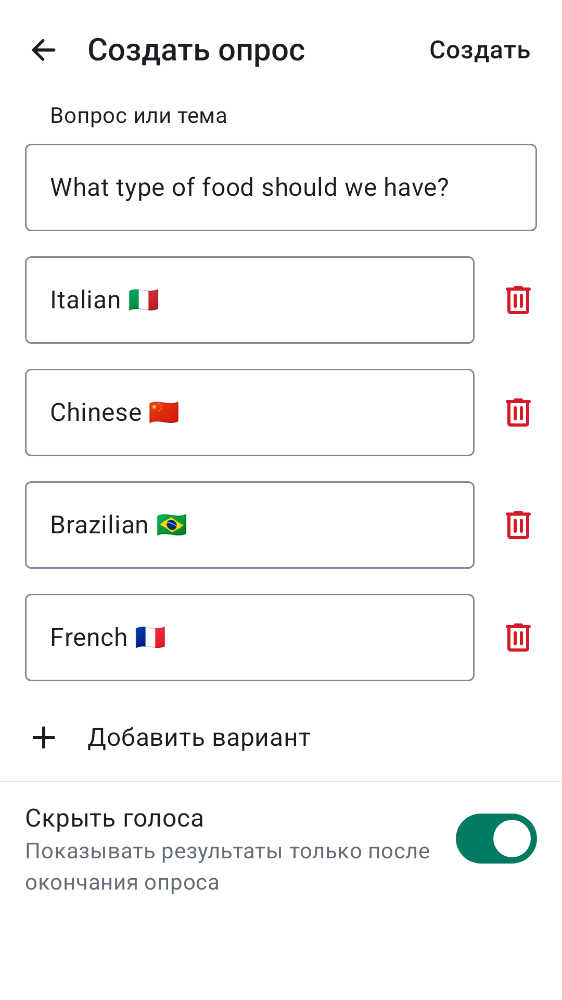 Создать опрос
Создать
Вопрос или тема
What type of food should we have?
Italian 🇮🇹
Chinese 🇨🇳
Brazilian 🇧🇷
French 🇫🇷
Добавить вариант
Скрыть голоса
Показывать результаты только после
окончания опроса